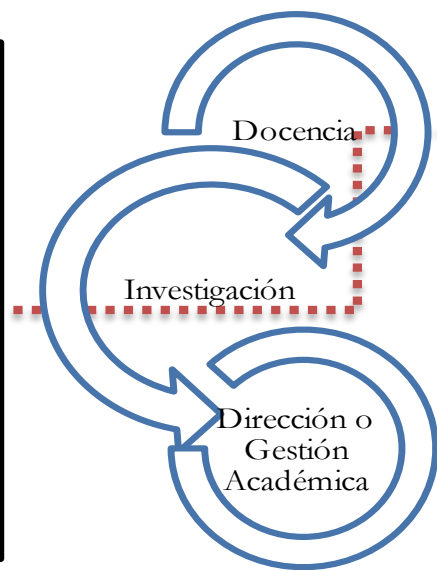 Docencia
Investigación
Dirección o
Gestión
Académica